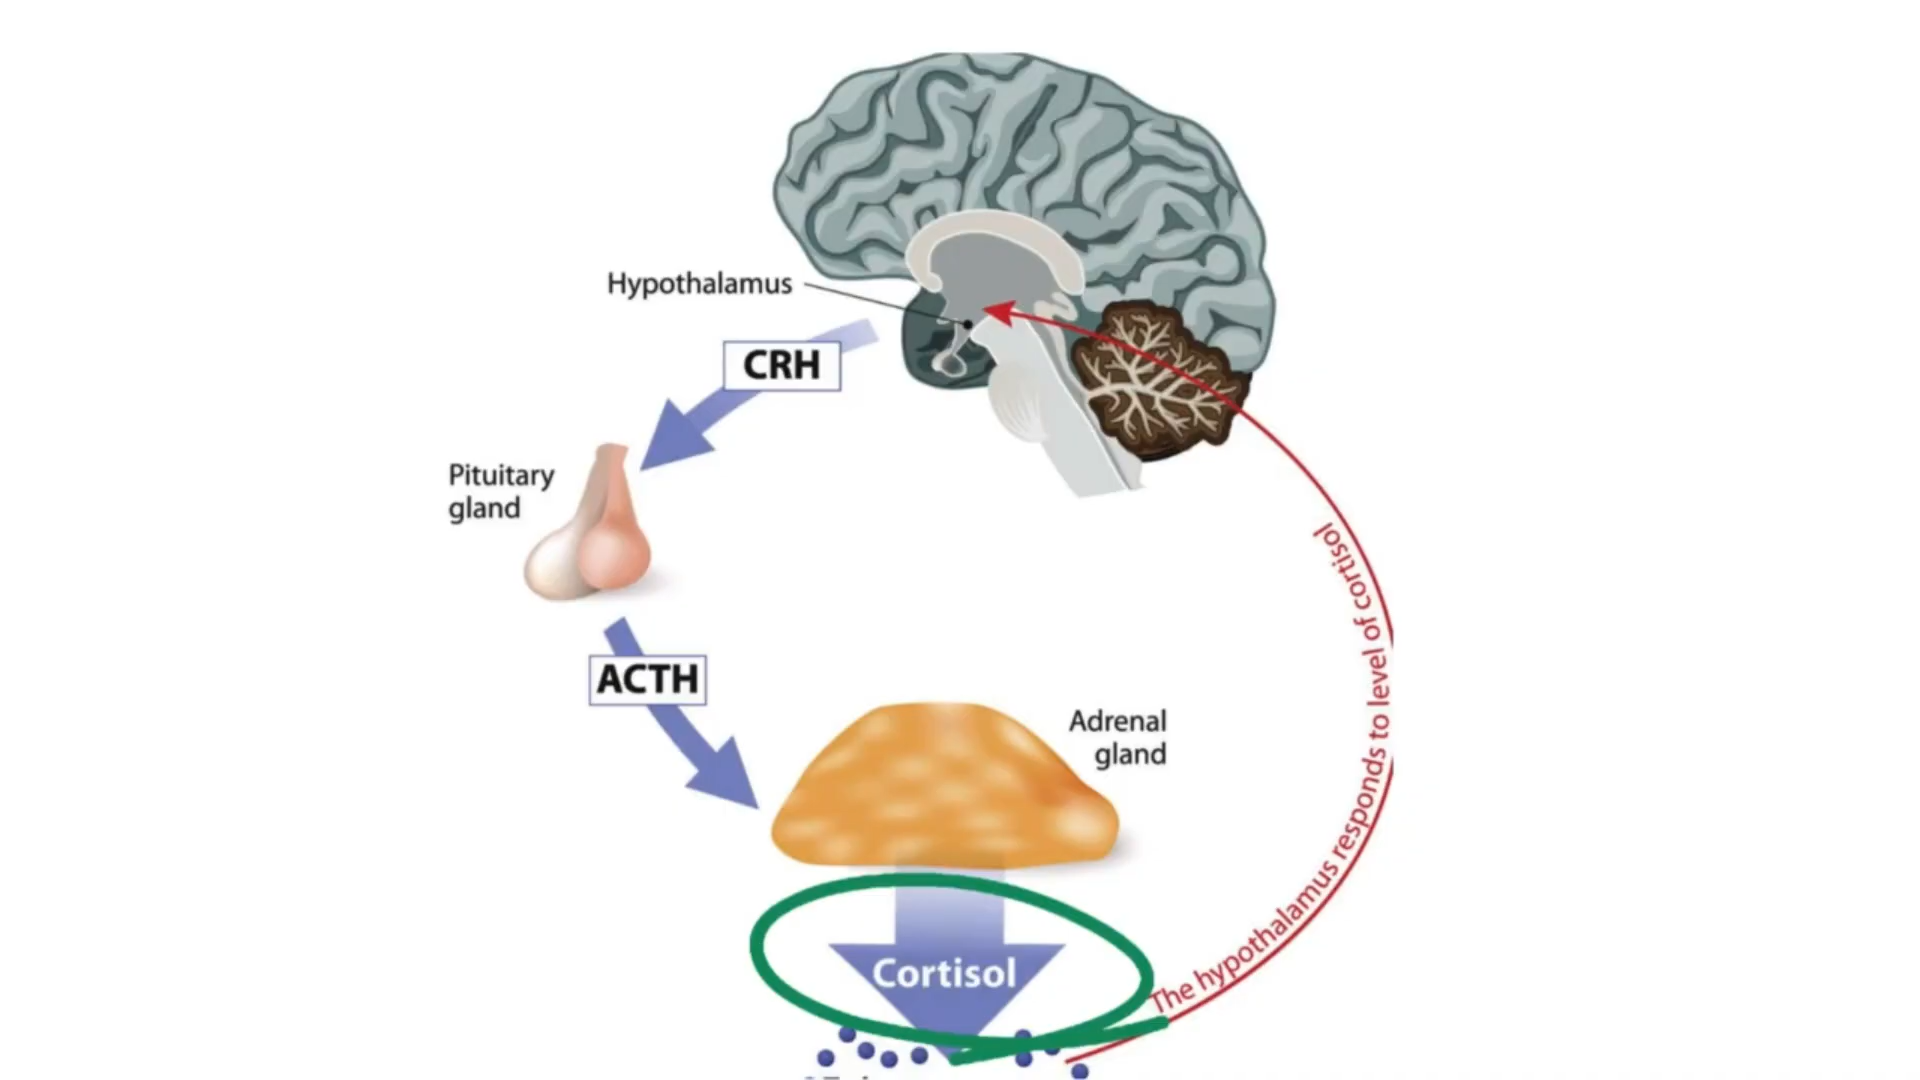 Hypothalamus
CRH
Pituitary
gland
ACTH
Adrenal
gland
Cortisol
The hypothalamus responds to level of cortisol